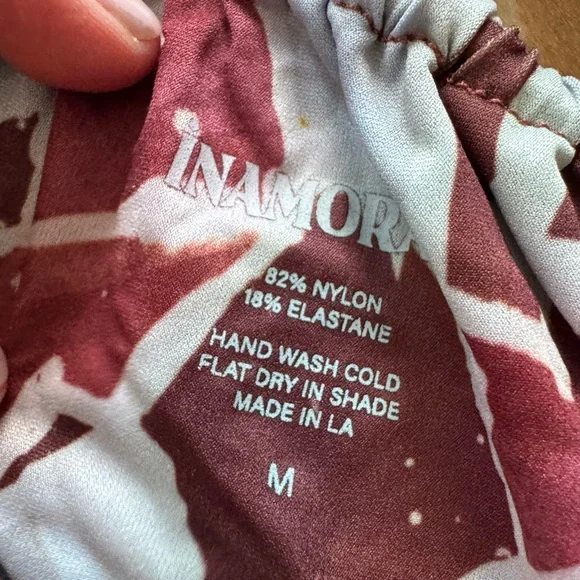 INAMORA
82% NYLON
18% ELASTANE
HAND WASH COLD
FLAT DRY IN SHADE
MADE IN LA
M